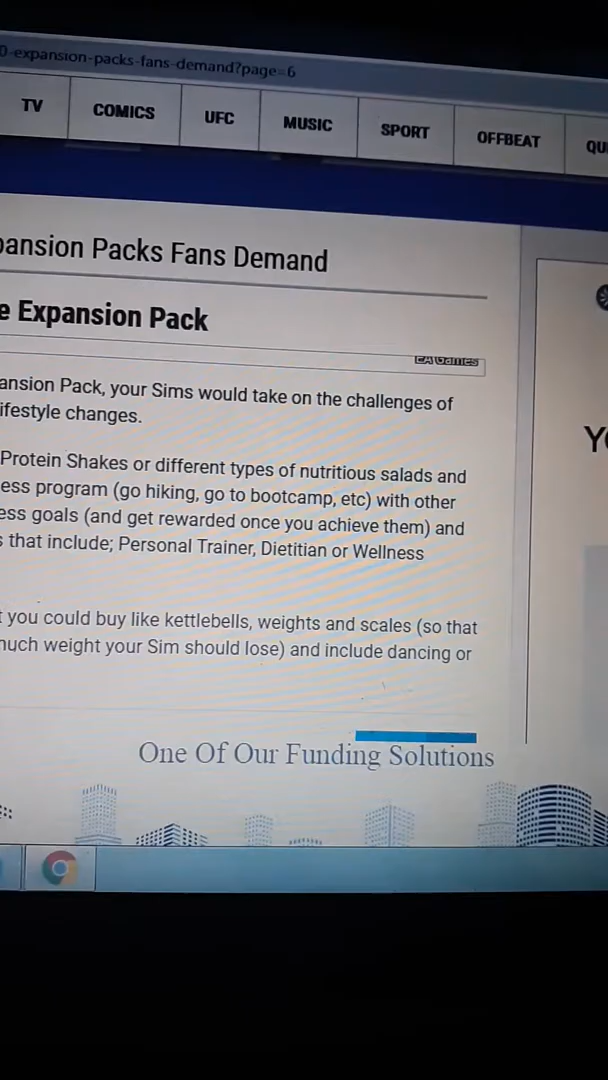 0-expansion-packs-fans-demand?page=6
TV COMICS UFC MUSIC SPORT OFFBEAT QU
pansion Packs Fans Demand
e Expansion Pack
EA Games
ansion Pack, your Sims would take on the challenges of
ifestyle changes.
Protein Shakes or different types of nutritious salads and
ess program (go hiking, go to bootcamp, etc) with other
ess goals (and get rewarded once you achieve them) and
s that include; Personal Trainer, Dietitian or Wellness
t you could buy like kettlebells, weights and scales (so that
much weight your Sim should lose) and include dancing or
One Of Our Funding Solutions
Y